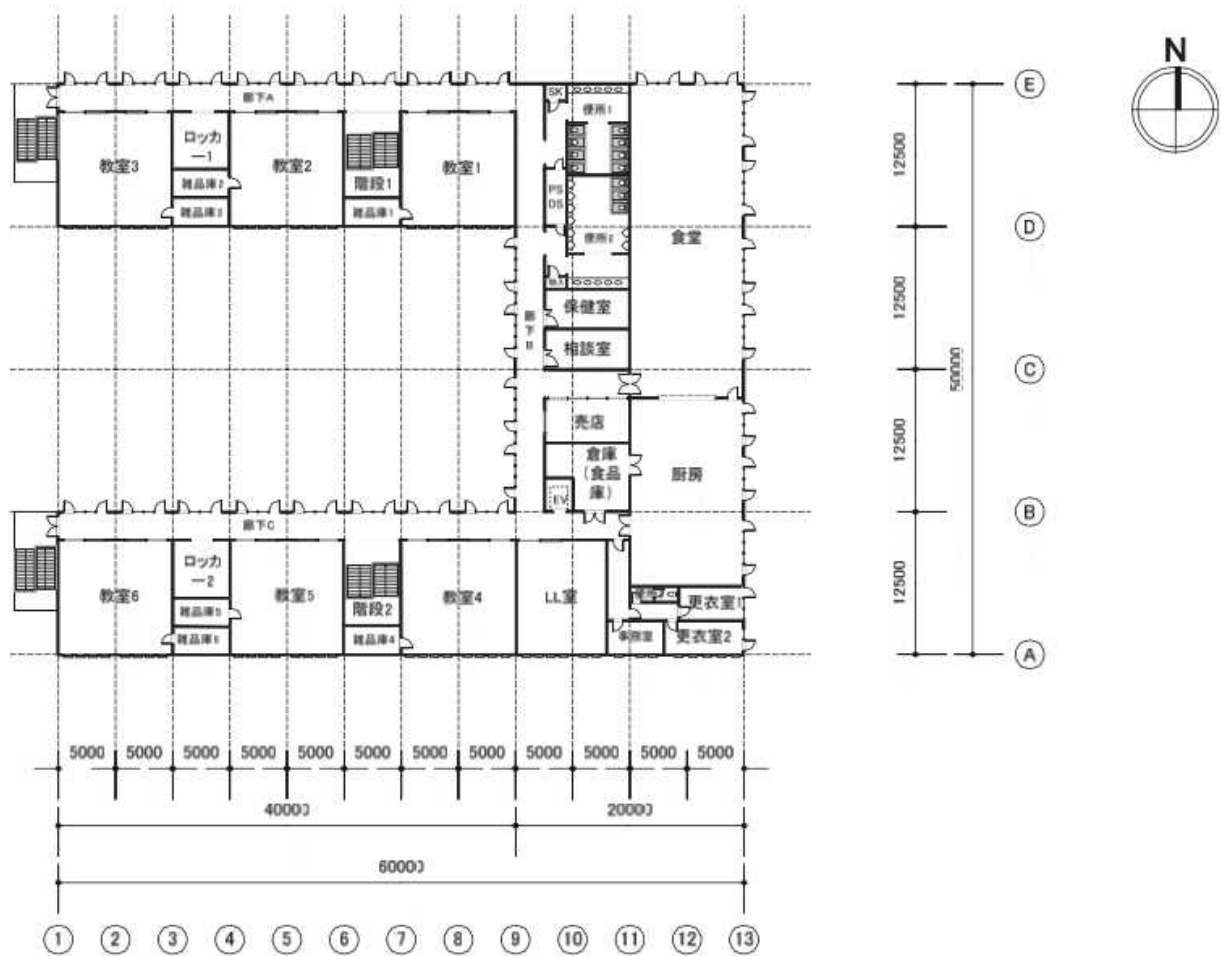 N
E
SK
廊下A
便所1
ロッカ
ー1
教室3
教室2
教室1
雑品庫2
階段1
PS
DS
雑品庫3
雑品庫1
便所2
食堂
D
保健室
廊
下
B
相談室
C
売店
倉庫
(食品
庫)
厨房
EV
B
廊下C
ロッカ
ー2
教室6
教室5
教室4
LL室
階段2
更衣室1
雑品庫5
雑品庫6
雑品庫4
事務室
更衣室2
A
12500
12500
12500
12500
50000
5000 5000 5000 5000 5000 5000 5000 5000 5000 5000 5000 5000
40000
20000
60000
1 2 3 4 5 6 7 8 9 10 11 12 13